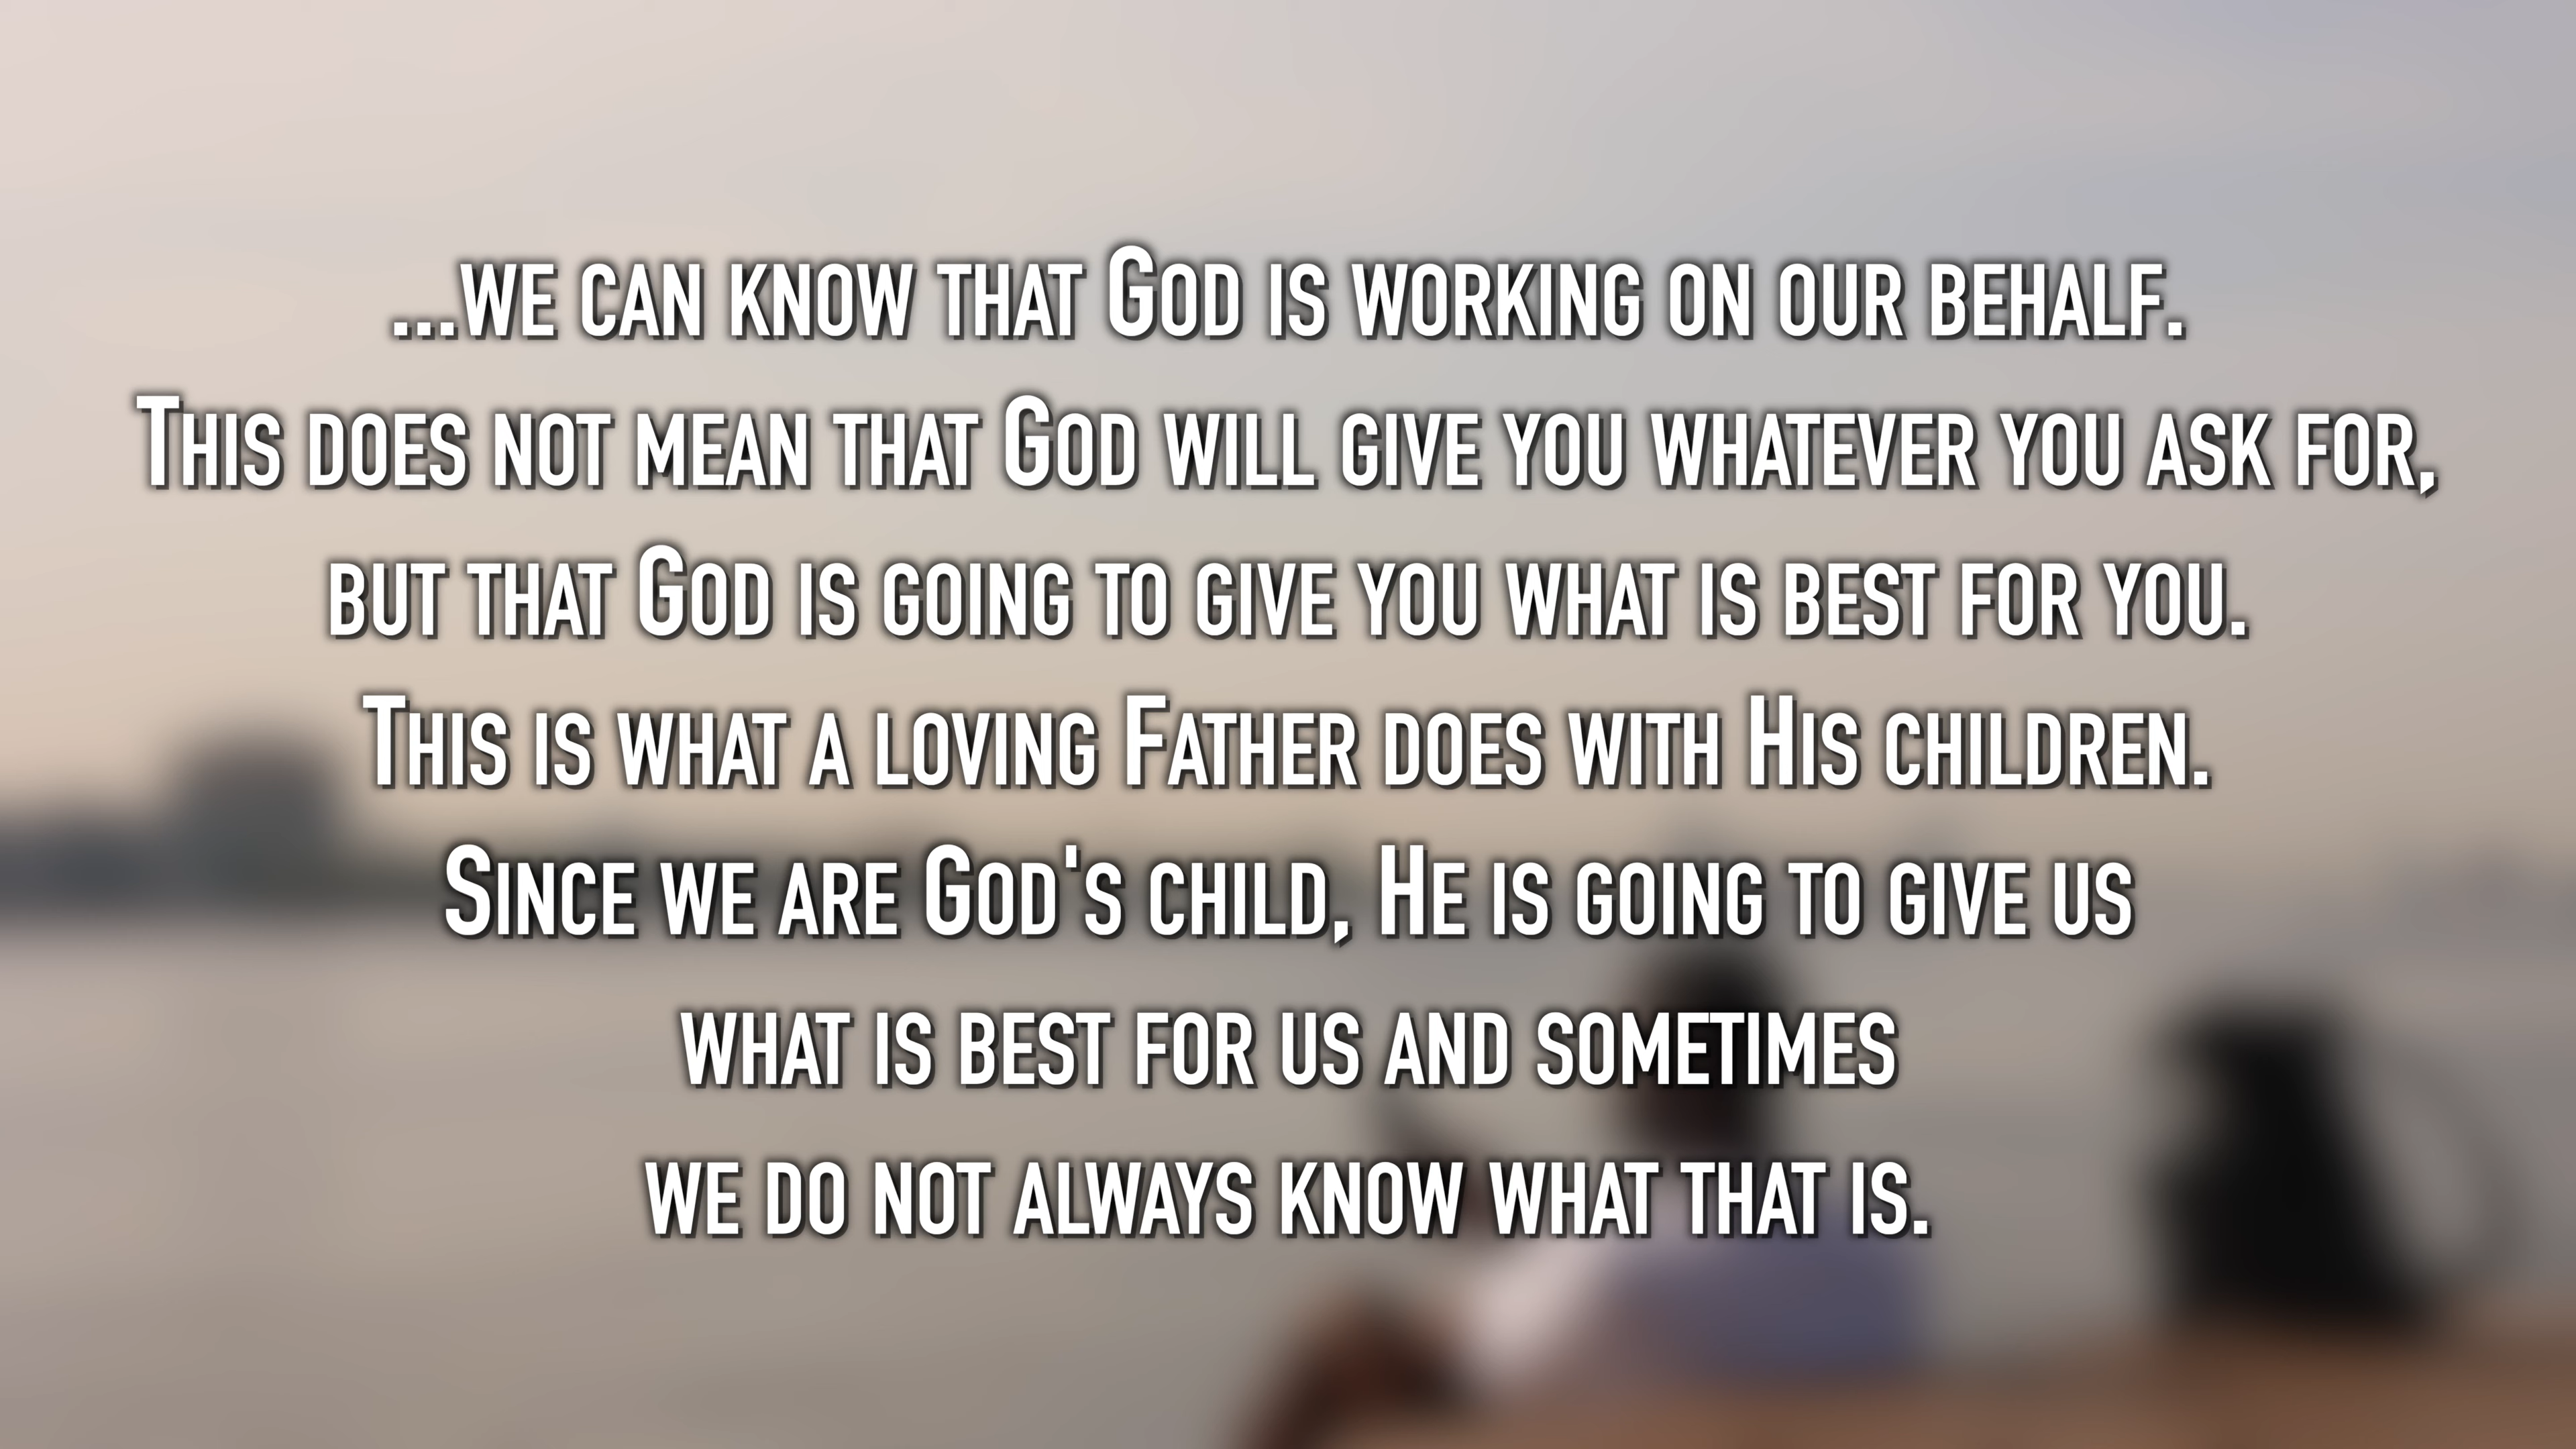 ...we can know that God is working on our behalf.
This does not mean that God will give you whatever you ask for,
but that God is going to give you what is best for you.
This is what a loving Father does with His children.
Since we are God's child, He is going to give us
what is best for us and sometimes
we do not always know what that is.